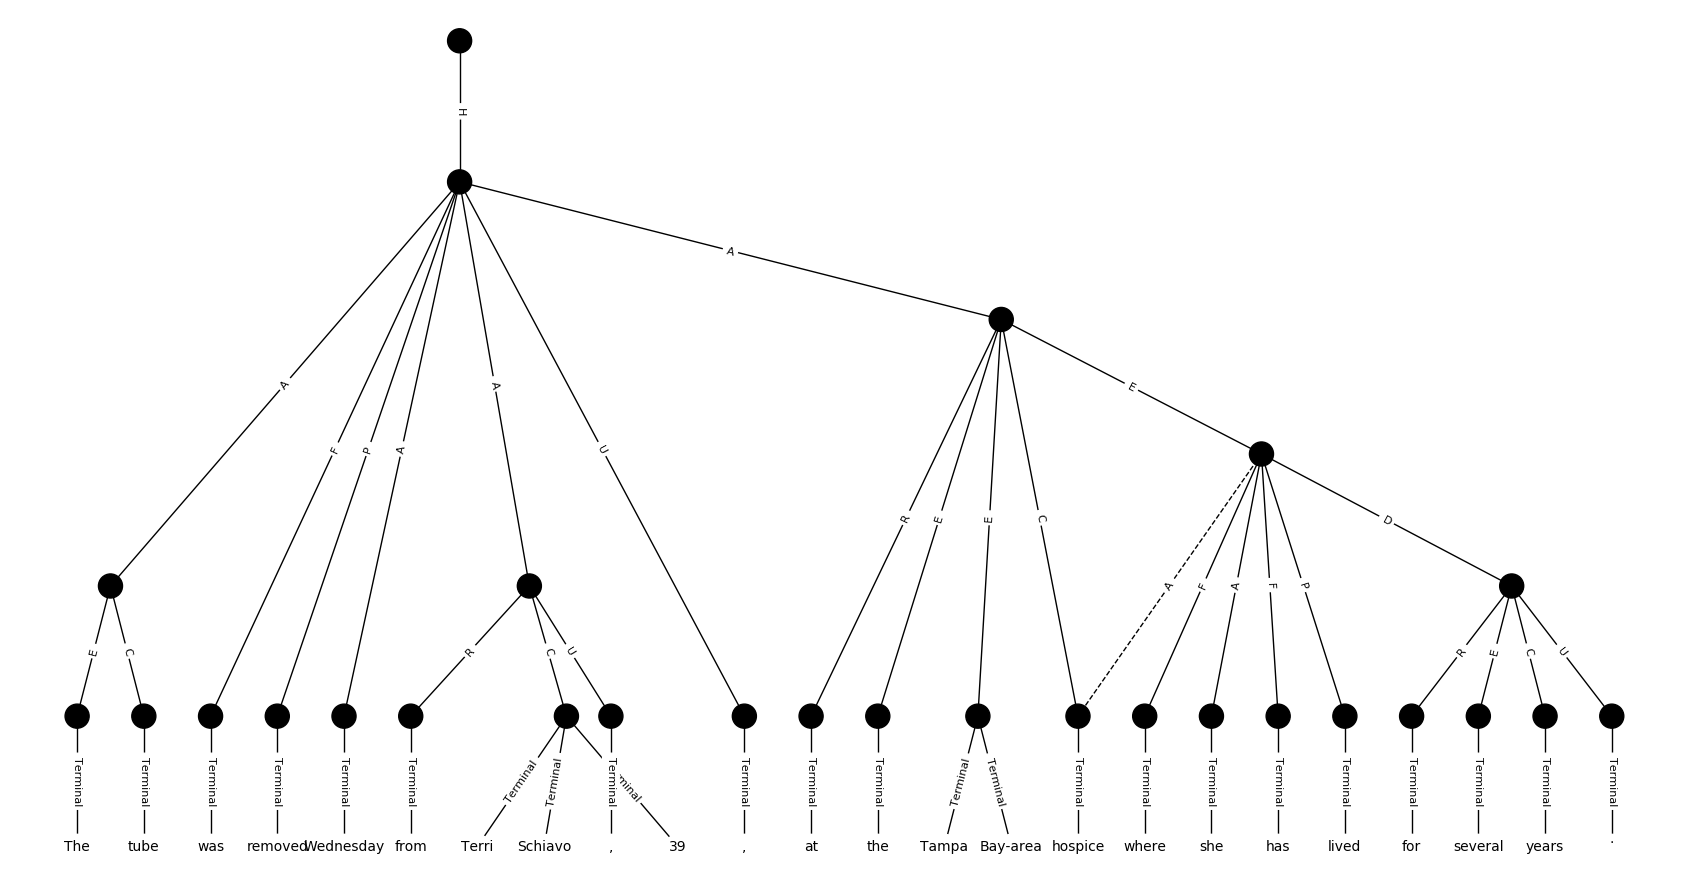 H
A
A
E
A
F
P
A
U
R
E
E
C
D
A
F
A
F
P
E
C
R
C
U
R
E
C
U
Terminal Terminal Terminal Terminal Terminal Terminal Terminal Terminal Terminal minal Terminal Terminal Terminal Terminal Terminal Terminal Terminal Terminal Terminal Terminal Terminal Terminal Terminal Terminal
The tube was removed Wednesday from Terri Schiavo , 39 , at the Tampa Bay-area hospice where she has lived for several years .